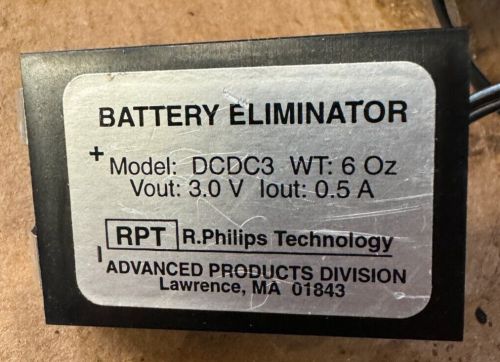 BATTERY ELIMINATOR
+
Model: DCDC3 WT: 6 Oz
Vout: 3.0 V Iout: 0.5 A
RPT R.Philips Technology
-
ADVANCED PRODUCTS DIVISION
Lawrence, MA 01843